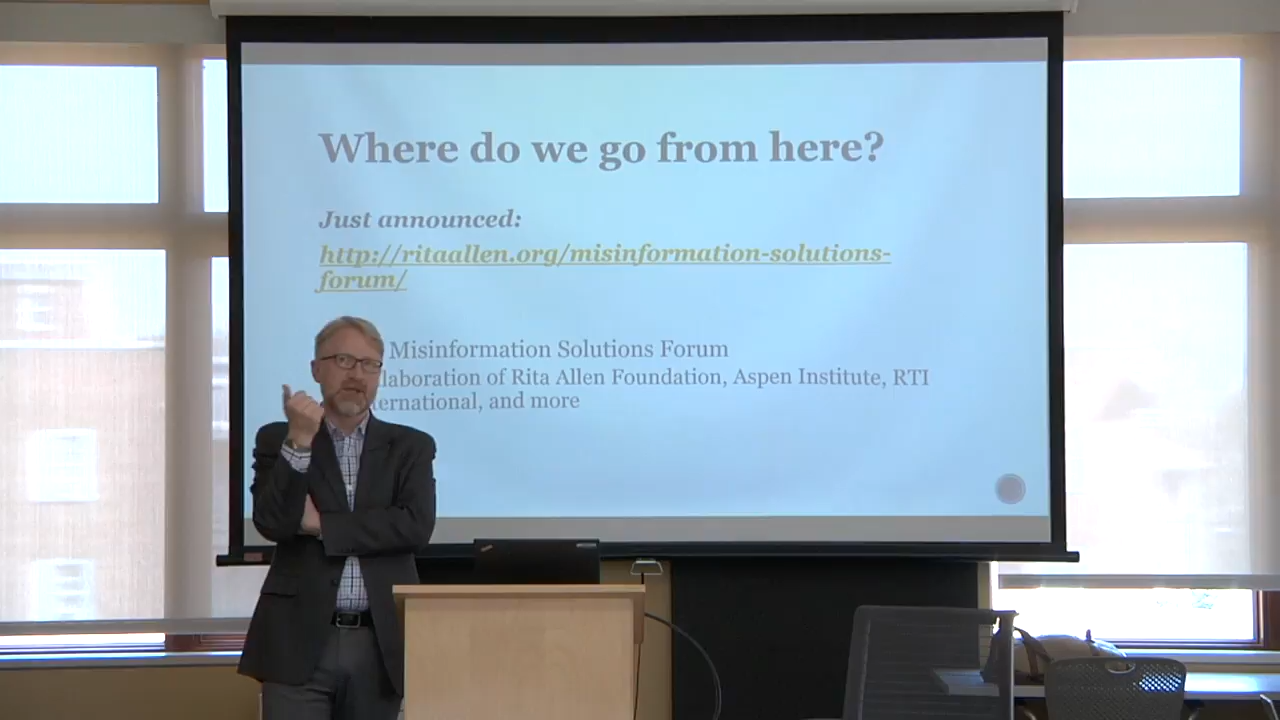 Where do we go from here?
Just announced:
http://ritaallen.org/misinformation-solutions-
forum/
Misinformation Solutions Forum
laboration of Rita Allen Foundation, Aspen Institute, RTI
ernational, and more